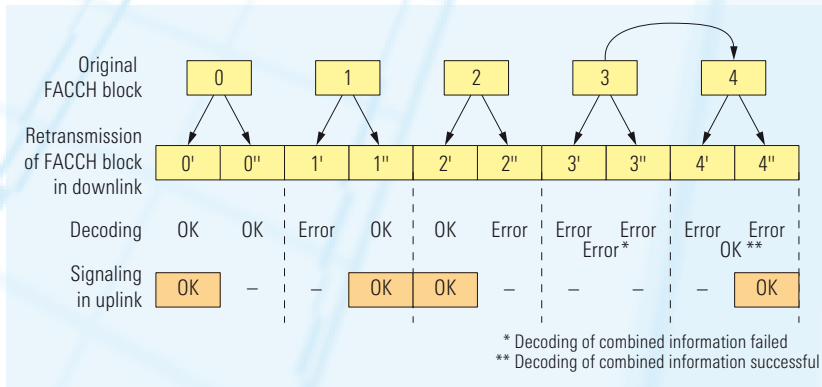 Original
FACCH block
0 1 2 3 4
Retransmission
of FACCH block
in downlink
0' 0'' 1' 1'' 2' 2'' 3' 3'' 4' 4''
Decoding OK OK Error OK OK Error Error Error Error Error
Error* OK **
Signaling
in uplink
OK – – OK OK – – – – OK
* Decoding of combined information failed
** Decoding of combined information successful